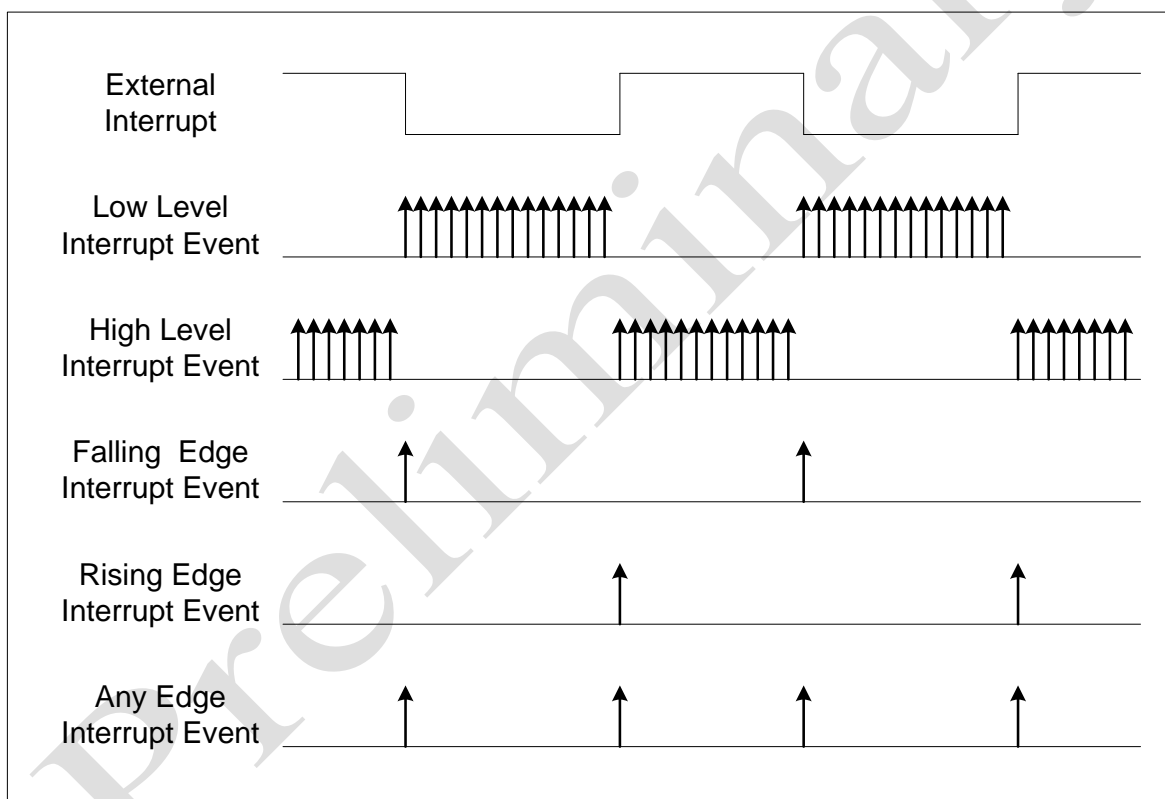 External
Interrupt
Low Level
Interrupt Event
High Level
Interrupt Event
Falling Edge
Interrupt Event
Rising Edge
Interrupt Event
Any Edge
Interrupt Event
Preliminary